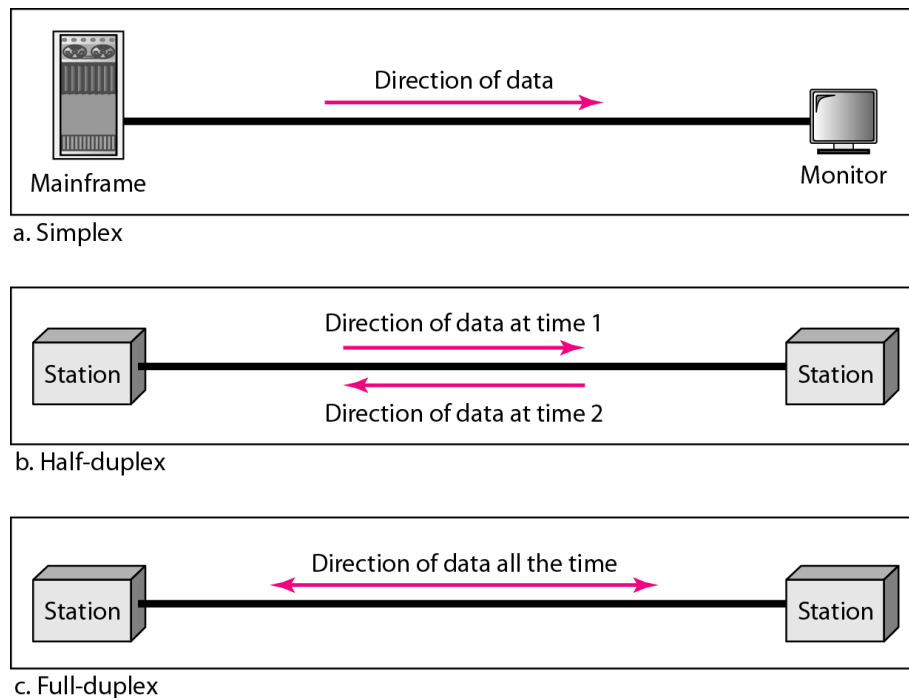 Direction of data
Mainframe
Monitor
a. Simplex
Direction of data at time 1
Station
Station
Direction of data at time 2
b. Half-duplex
Direction of data all the time
Station
Station
c. Full-duplex